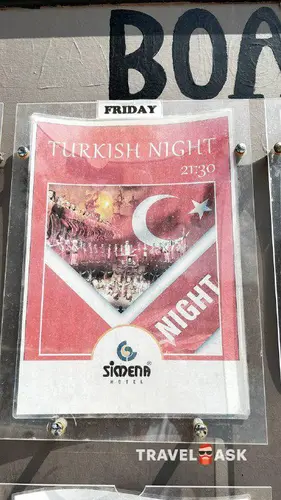 BOA
FRIDAY
TURKISH NIGHT
21:30
NIGHT
SIMENA
HOTEL
TRAVEL ASK